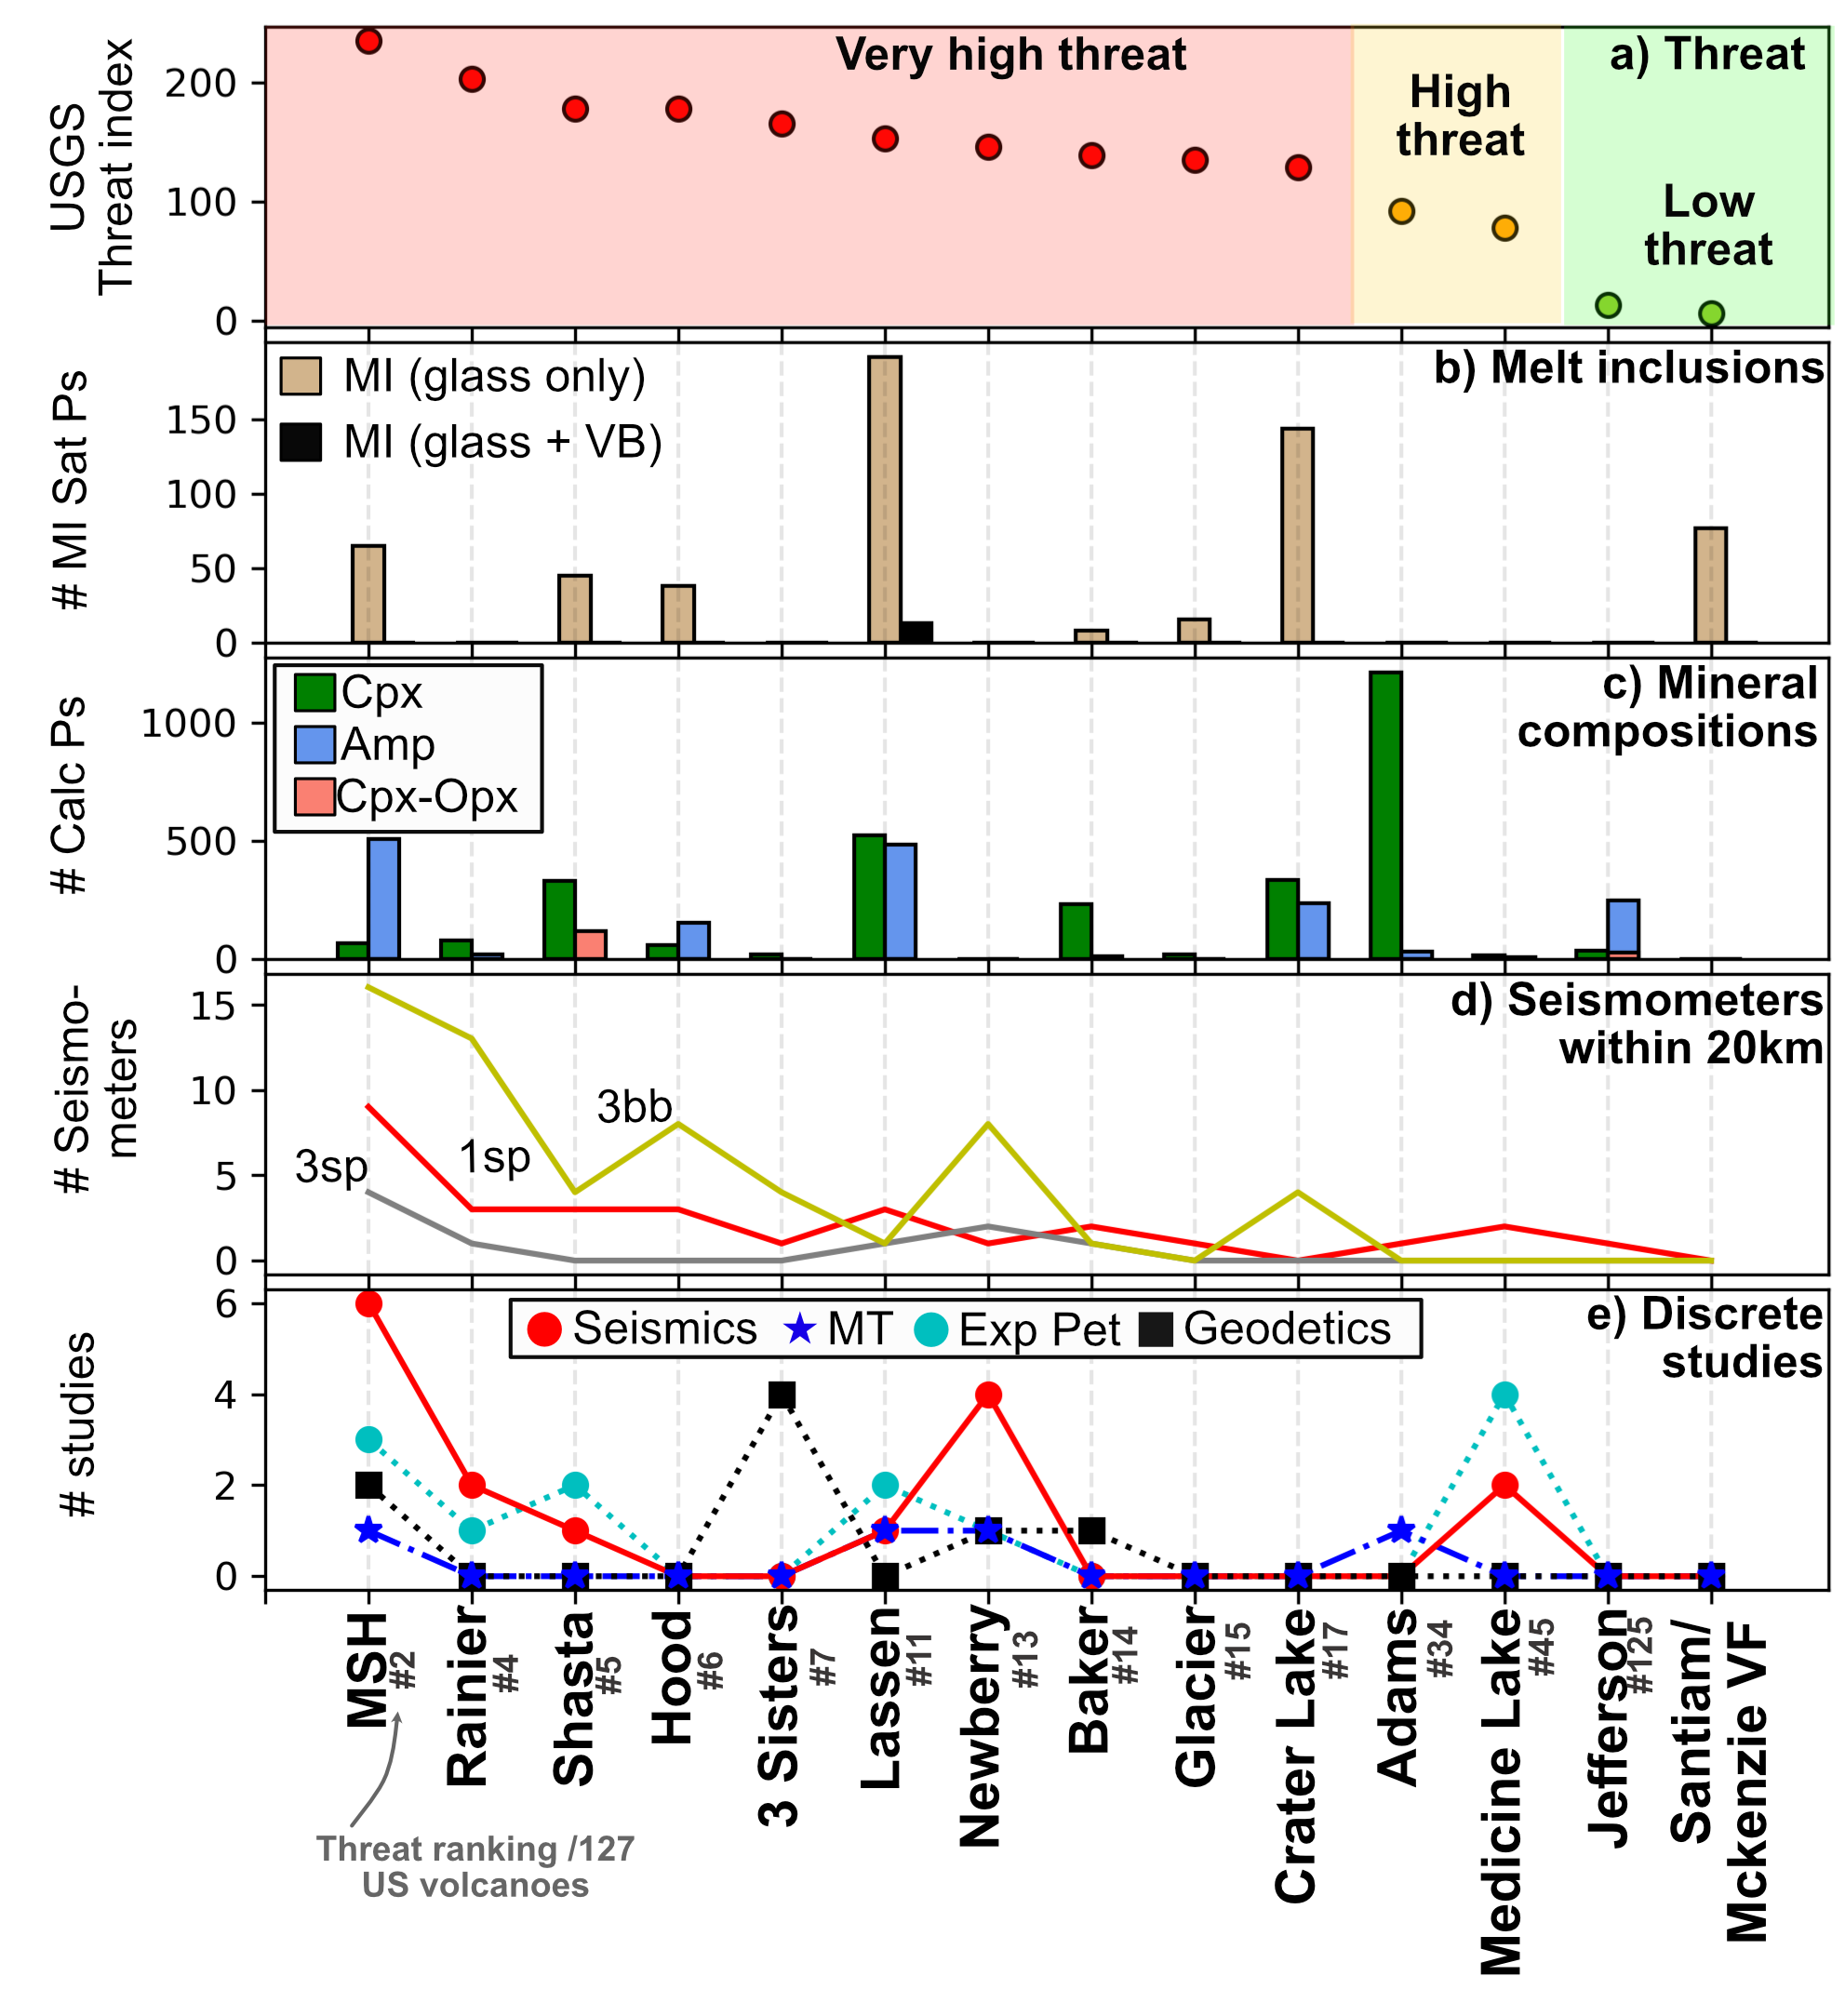 USGS
Threat index
200
100
0
Very high threat
High
threat
a) Threat
Low
threat
# MI Sat Ps
150
100
50
0
MI (glass only)
MI (glass + VB)
b) Melt inclusions
# Calc Ps
1000
500
0
Cpx
Amp
Cpx-Opx
c) Mineral
compositions
# Seismo-
meters
15
10
5
0
3sp
1sp
3bb
d) Seismometers
within 20km
# studies
6
4
2
0
Seismics
MT
Exp Pet
Geodetics
e) Discrete
studies
MSH
#2
Rainier
#4
Shasta
#5
Hood
#6
3 Sisters
#7
Lassen
#11
Newberry
#13
Baker
#14
Glacier
#15
Crater Lake
#17
Adams
#34
Medicine Lake
#45
Jefferson
#125
Santiam/
Mckenzie VF
Threat ranking /127
US volcanoes